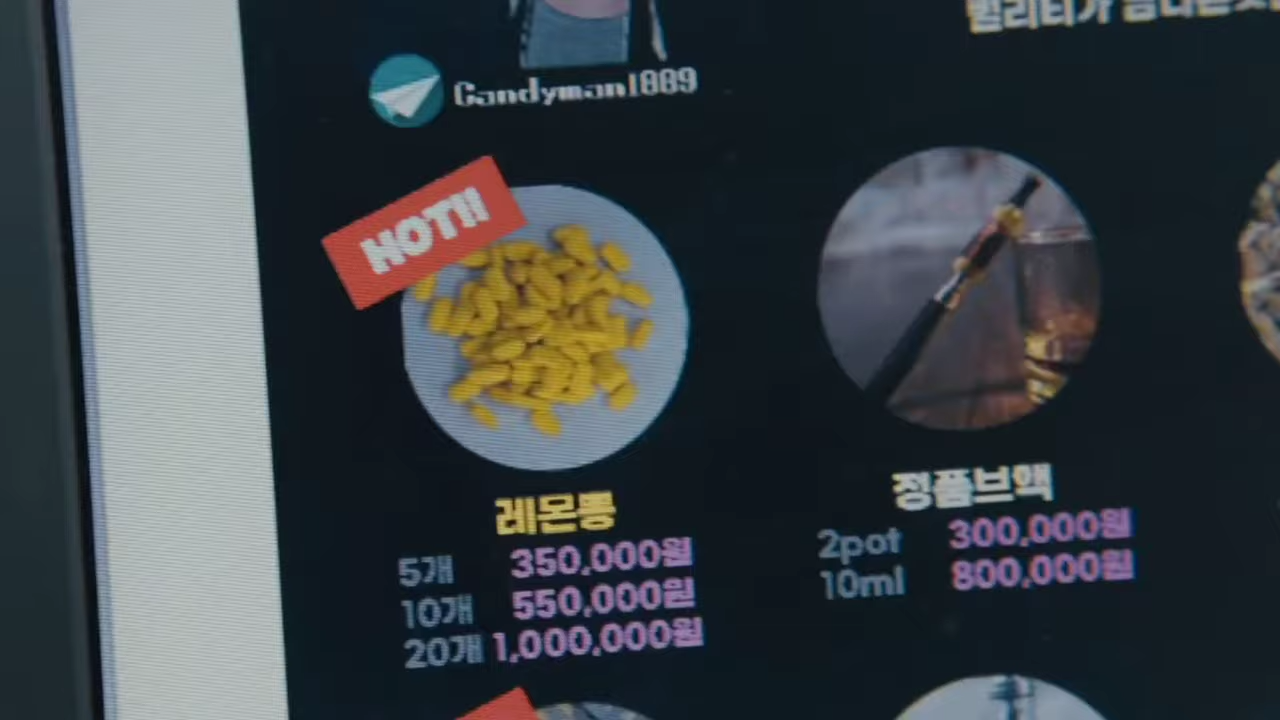 Candyman1889
HOT!!
레몬뽕
5개 350,000원
10개 550,000원
20개 1,000,000원
정품브액
2pot 300,000원
10ml 800,000원